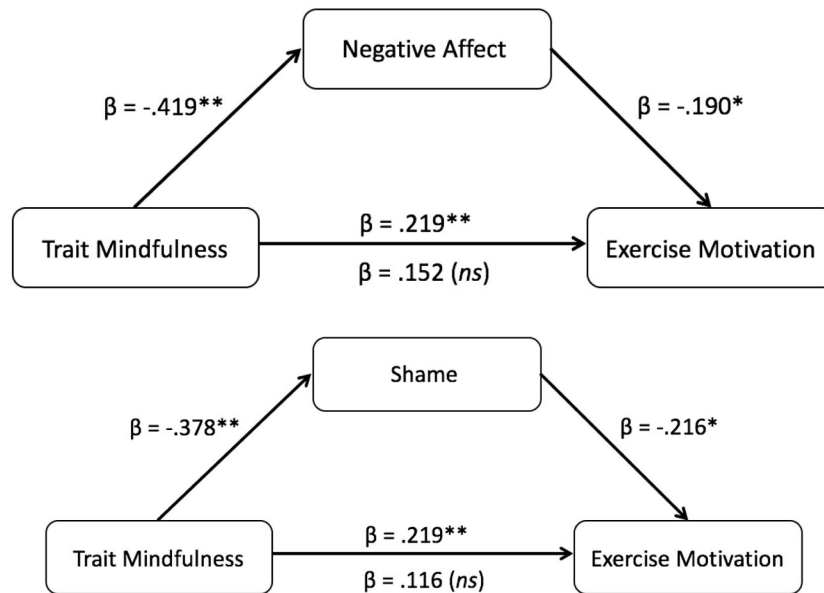 Negative Affect
β = -.419**
β = -.190*
Trait Mindfulness
β = .219**
β = .152 (ns)
Exercise Motivation
Shame
β = -.378**
β = -.216*
Trait Mindfulness
β = .219**
β = .116 (ns)
Exercise Motivation